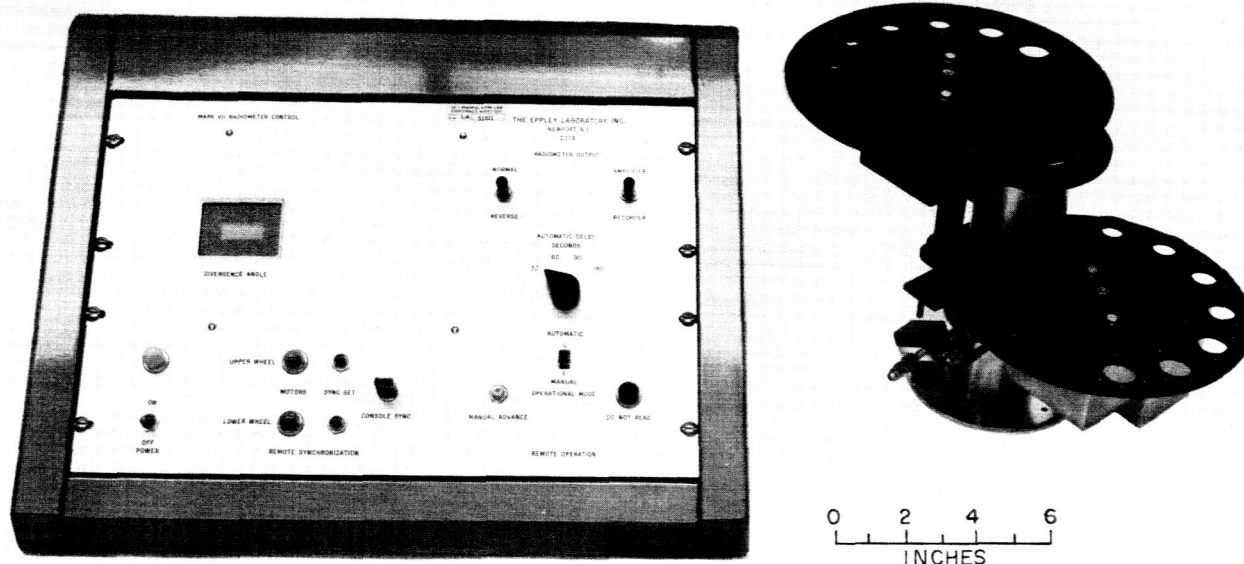 MARK VII RADIOMETER CONTROL
THE EPPLEY LABORATORY, INC.
NEWPORT, R.I.
RADIOMETER OUTPUT
NORMAL
AMPLIFIER
REVERSE
RECORDER
AUTOMATIC DELAY
SECONDS
60 90
30 180
DIVERGENCE ANGLE
AUTOMATIC
UPPER WHEEL
MOTORS
SYNC SET
CONSOLE SYNC
MANUAL
OPERATIONAL MODE
ON
MANUAL ADVANCE
DO NOT READ
LOWER WHEEL
OFF
POWER
REMOTE SYNCHRONIZATION
REMOTE OPERATION
0 2 4 6
INCHES